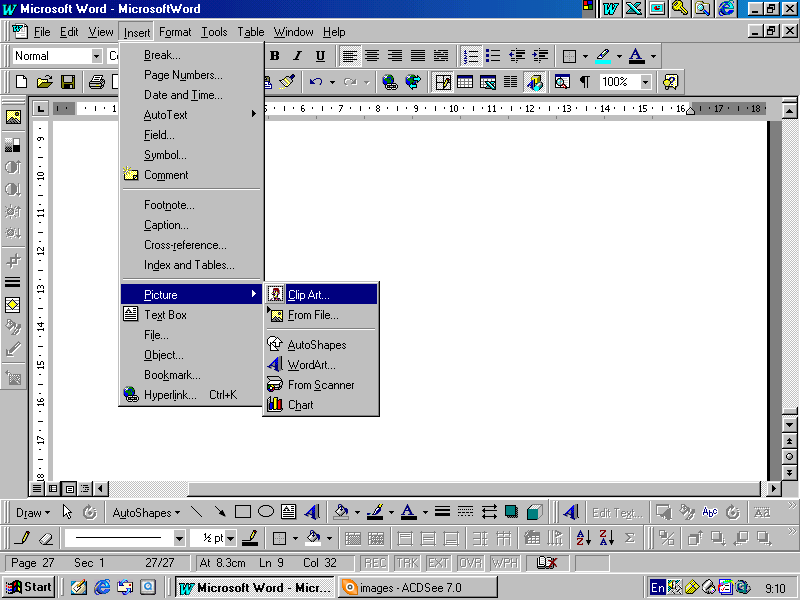 Microsoft Word - MicrosoftWord
File Edit View Insert Format Tools Table Window Help
Normal
B I U
100%
Break...
Page Numbers...
Date and Time...
AutoText
Field...
Symbol...
Comment
Footnote...
Caption...
Cross-reference...
Index and Tables...
Picture
Text Box
File...
Object...
Bookmark...
Hyperlink... Ctrl+K
Clip Art...
From File...
AutoShapes
WordArt...
From Scanner
Chart
Draw AutoShapes Edit Text... Abc Aa
½ pt
Page 27 Sec 1 27/27 At 8.3cm Ln 9 Col 32 REC TRK EXT OVR WPH
Start Microsoft Word - Micr... images - ACDSee 7.0 En 9:10